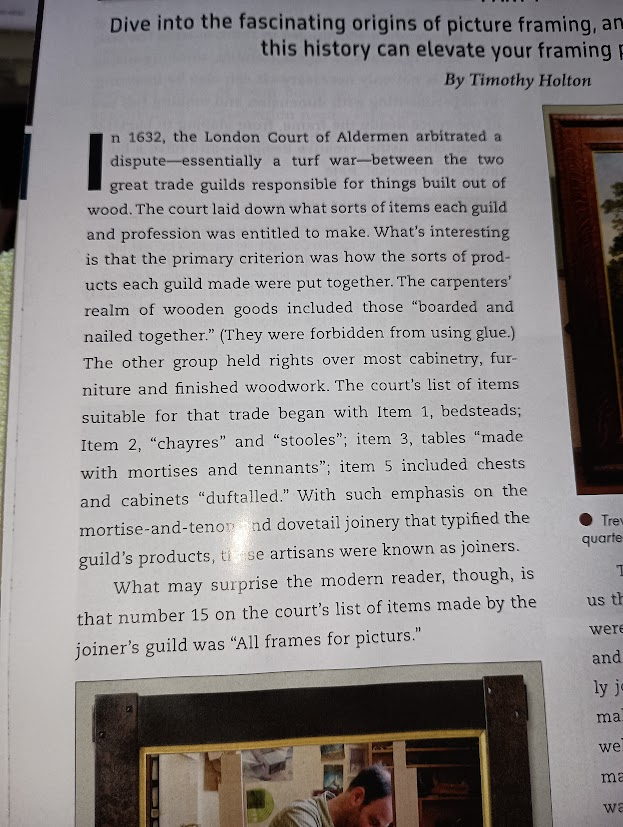 Dive into the fascinating origins of picture framing, an
this history can elevate your framing
By Timothy Holton
In 1632, the London Court of Aldermen arbitrated a
dispute—essentially a turf war—between the two
great trade guilds responsible for things built out of
wood. The court laid down what sorts of items each guild
and profession was entitled to make. What's interesting
is that the primary criterion was how the sorts of prod-
ucts each guild made were put together. The carpenters'
realm of wooden goods included those "boarded and
nailed together." (They were forbidden from using glue.)
The other group held rights over most cabinetry, fur-
niture and finished woodwork. The court's list of items
suitable for that trade began with Item 1, bedsteads;
Item 2, "chayres" and "stooles"; item 3, tables "made
with mortises and tennants"; item 5 included chests
and cabinets "duftalled." With such emphasis on the
mortise-and-tenon and dovetail joinery that typified the
guild's products, these artisans were known as joiners.
What may surprise the modern reader, though, is
that number 15 on the court's list of items made by the
joiner's guild was "All frames for picturs."
Trev
quarte
T
us th
were
and
ly jo
mal
wel
ma
wa